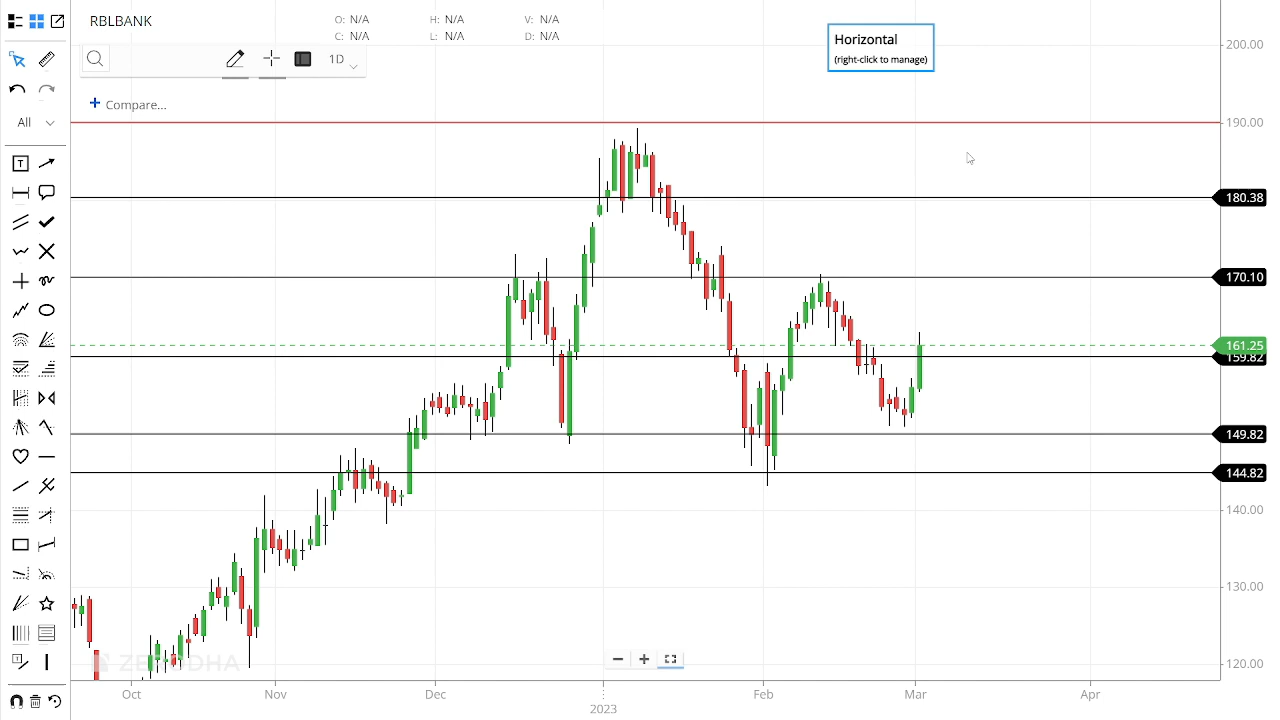 RBLBANK
O: N/A H: N/A V: N/A
C: N/A L: N/A D: N/A
Horizontal
(right-click to manage)
1D
+ Compare...
All
T
200.00
190.00
180.38
170.10
161.25
159.82
149.82
144.82
140.00
130.00
120.00
ZERODHA
Oct Nov Dec 2023 Feb Mar Apr